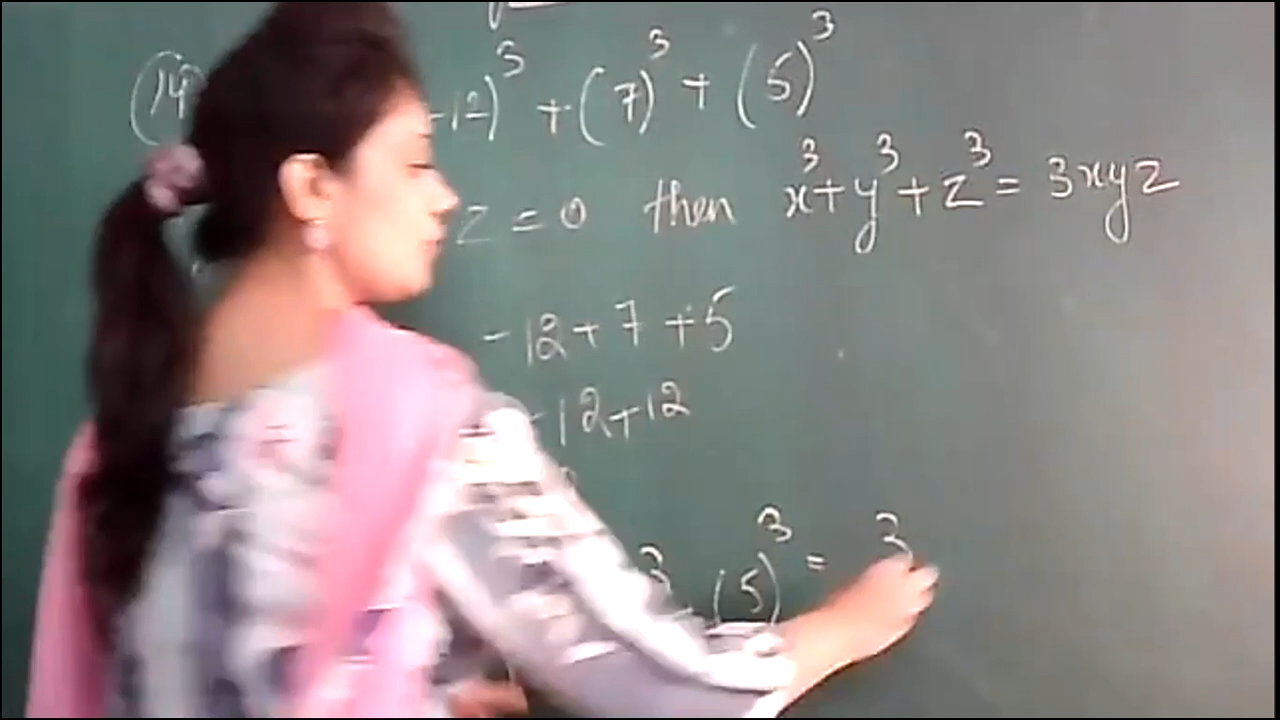 (14) -12)³ + (7)³ + (5)³
z = 0 then x³ + y³ + z³ = 3xyz
-12 + 7 + 5
-12 + 12
³ (5)³ = 3